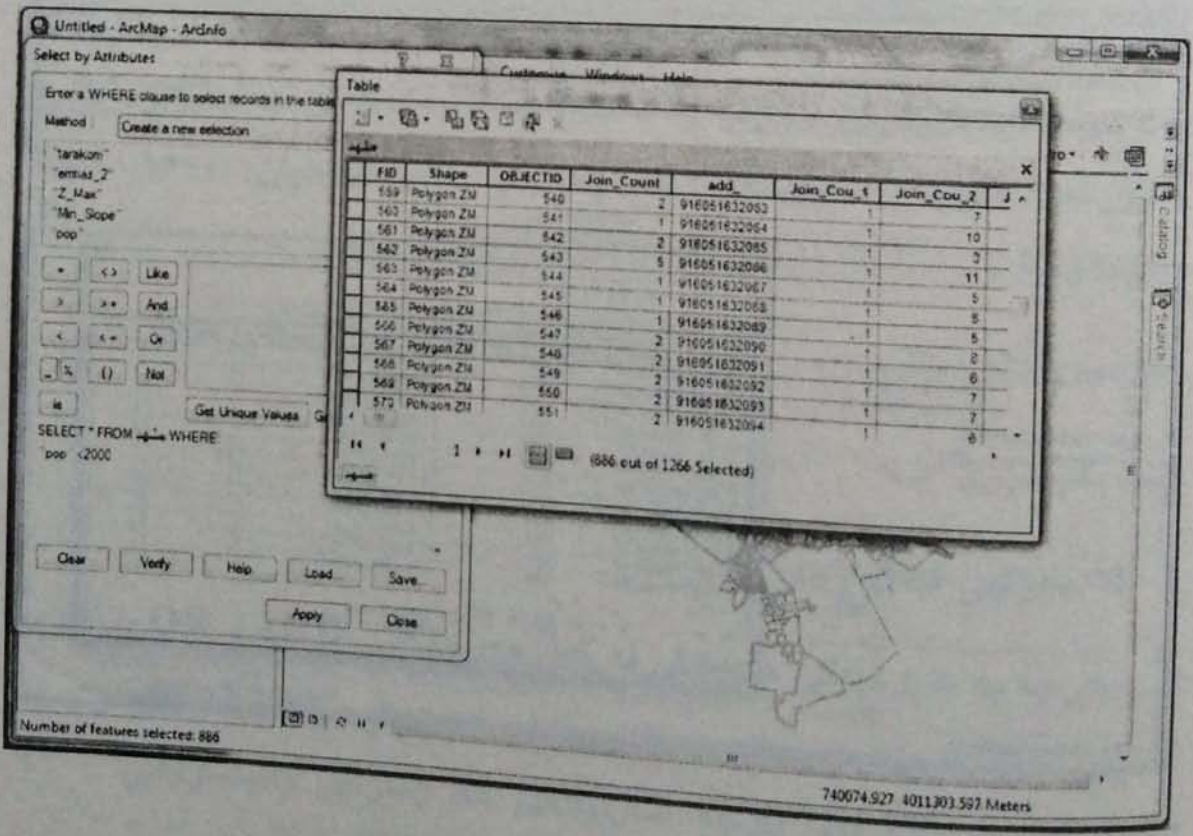 Untitled - ArcMap - ArcInfo
Select by Attributes
Customize Windows Help
Enter a WHERE clause to select records in the table
Method : Create a new selection
"tarakom"
"Z_Max"
"Min_Slope"
"pop"
= <> Like
> >= And
< <= Or
_ % () Not
Is
Get Unique Values
SELECT * FROM WHERE:
"pop" <2000
Clear Verify Help Load... Save...
Apply Close
Table
FID Shape OBJECTID Join_Count add_ Join_Cou_1 Join_Cou_2 J
559 Polygon ZM 540 2 916051632083 1 7
560 Polygon ZM 541 1 916051632084 1 10
561 Polygon ZM 542 2 916051632085 1 3
562 Polygon ZM 543 5 916051632086 1 11
563 Polygon ZM 544 1 916051632087 1 5
564 Polygon ZM 545 1 916051632088 1
565 Polygon ZM 546 1 916051632089 1 5
566 Polygon ZM 547 2 916051632090 1
567 Polygon ZM 548 2 916051632091 1 6
568 Polygon ZM 549 2 916051632092 1 7
569 Polygon ZM 550 2 916051632093 1 7
570 Polygon ZM 551 2 916051632094 1
1
(886 out of 1266 Selected)
Catalog
Search
Number of features selected: 886
740074.927 4011303.597 Meters